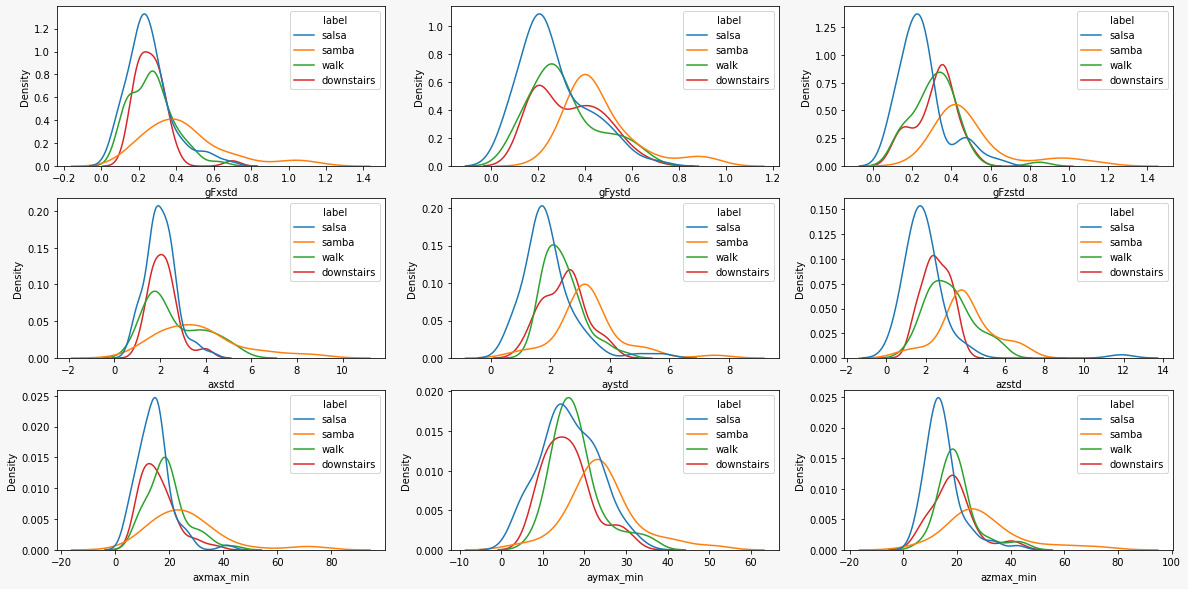 label
salsa
samba
walk
downstairs
Density
0.0 0.2 0.4 0.6 0.8 1.0 1.2
−0.2 0.0 0.2 0.4 0.6 0.8 1.0 1.2 1.4
gFxstd
label
salsa
samba
walk
downstairs
Density
0.0 0.2 0.4 0.6 0.8 1.0
0.0 0.2 0.4 0.6 0.8 1.0 1.2
gFystd
label
salsa
samba
walk
downstairs
Density
0.00 0.25 0.50 0.75 1.00 1.25
0.0 0.2 0.4 0.6 0.8 1.0 1.2 1.4
gFzstd
label
salsa
samba
walk
downstairs
Density
0.00 0.05 0.10 0.15 0.20
−2 0 2 4 6 8 10
axstd
label
salsa
samba
walk
downstairs
Density
0.00 0.05 0.10 0.15 0.20
0 2 4 6 8
aystd
label
salsa
samba
walk
downstairs
Density
0.000 0.025 0.050 0.075 0.100 0.125 0.150
−2 0 2 4 6 8 10 12 14
azstd
label
salsa
samba
walk
downstairs
Density
0.000 0.005 0.010 0.015 0.020 0.025
−20 0 20 40 60 80
axmax_min
label
salsa
samba
walk
downstairs
Density
0.000 0.005 0.010 0.015 0.020
−10 0 10 20 30 40 50 60
aymax_min
label
salsa
samba
walk
downstairs
Density
0.000 0.005 0.010 0.015 0.020 0.025
−20 0 20 40 60 80 100
azmax_min